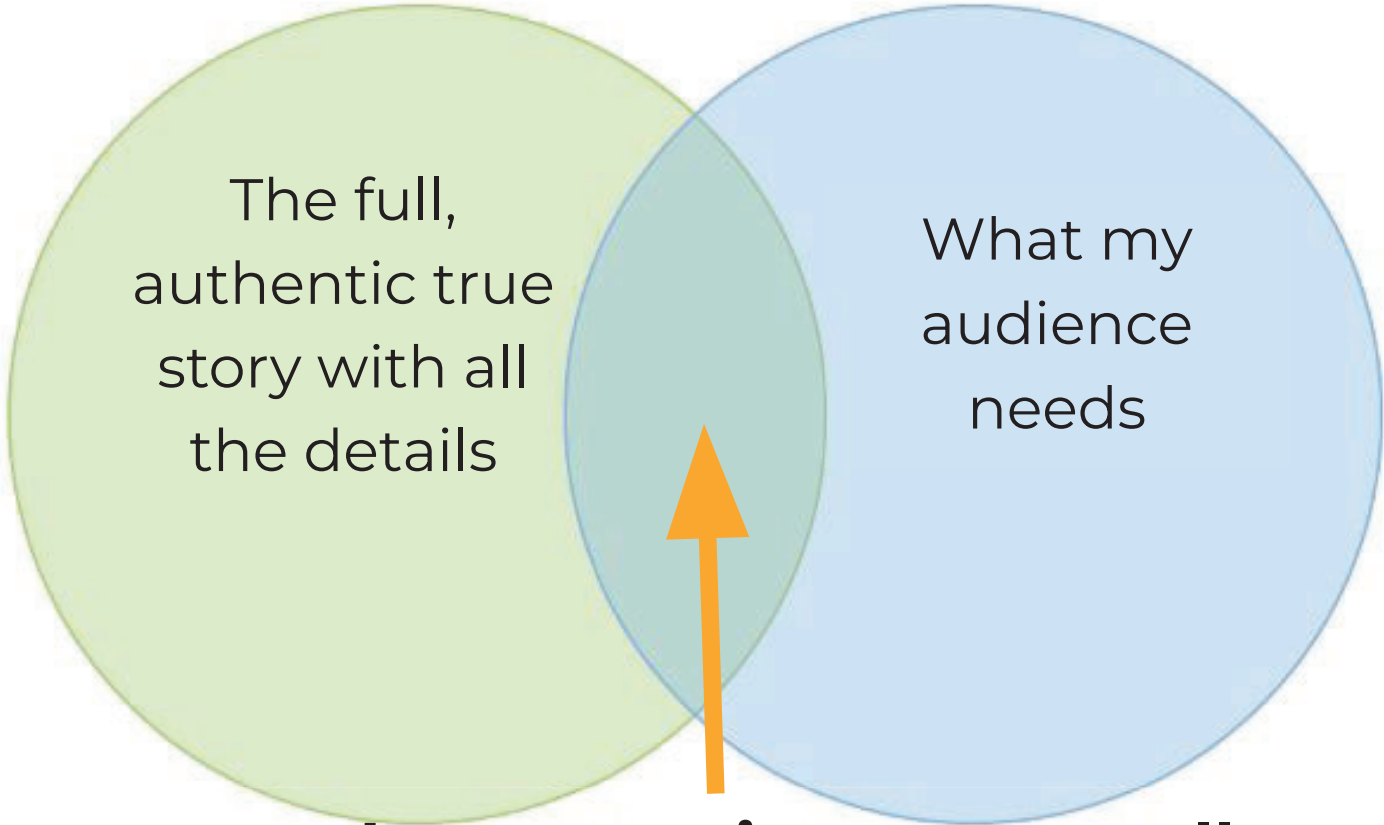 The full,
authentic true
story with all
the details
What my
audience
needs